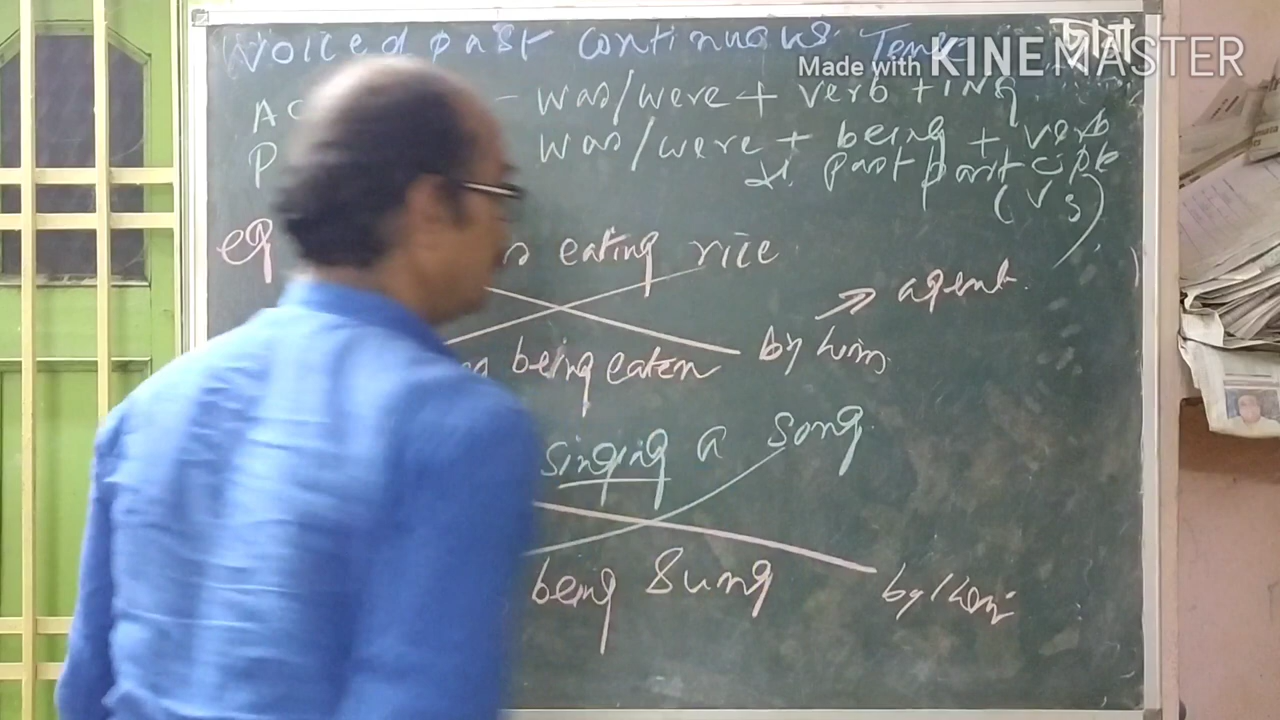 Voice of past continuous Tense
ছায়া
Made with KINEMASTER
AC - was/were + verb + ing
P was/were + being + verb
past participle
(V3)
eg eating rice
agent
being eaten by him
singing a song
being sung by him